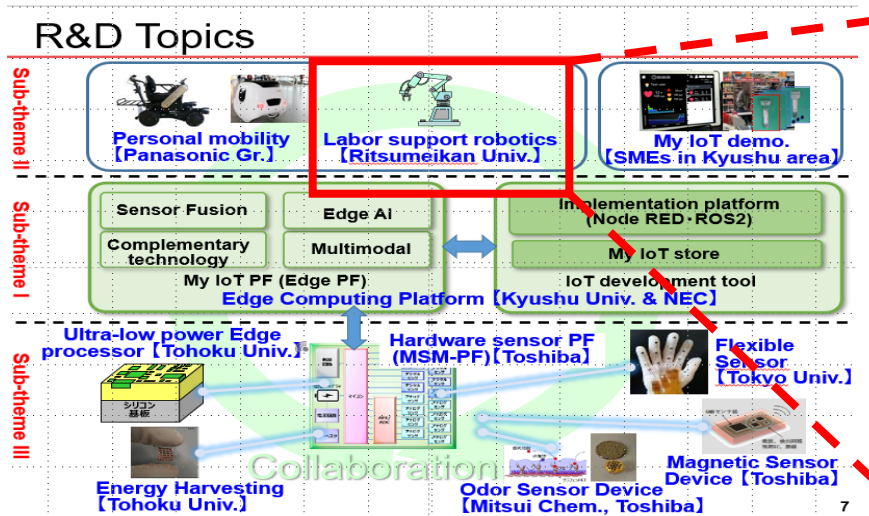 R&D Topics
Sub-theme II
Personal mobility
【Panasonic Gr.】
Labor support robotics
【Ritsumeikan Univ.】
My IoT demo.
【SMEs in Kyushu area】
Sub-theme I
Sensor Fusion
Edge Ai
Complementary
technology
Multimodal
My IoT PF (Edge PF)
Implementation platform
(Node RED・ROS2)
My IoT store
IoT development tool
Edge Computing Platform【Kyushu Univ. & NEC】
Sub-theme III
Ultra-low power Edge
processor【Tohoku Univ.】
シリコン
基板
Hardware sensor PF
(MSM-PF)【Toshiba】
マイコン
Flexible
Sensor
【Tokyo Univ.】
Energy Harvesting
【Tohoku Univ.】
Collaboration
Odor Sensor Device
【Mitsui Chem., Toshiba】
Magnetic Sensor
Device【Toshiba】
7